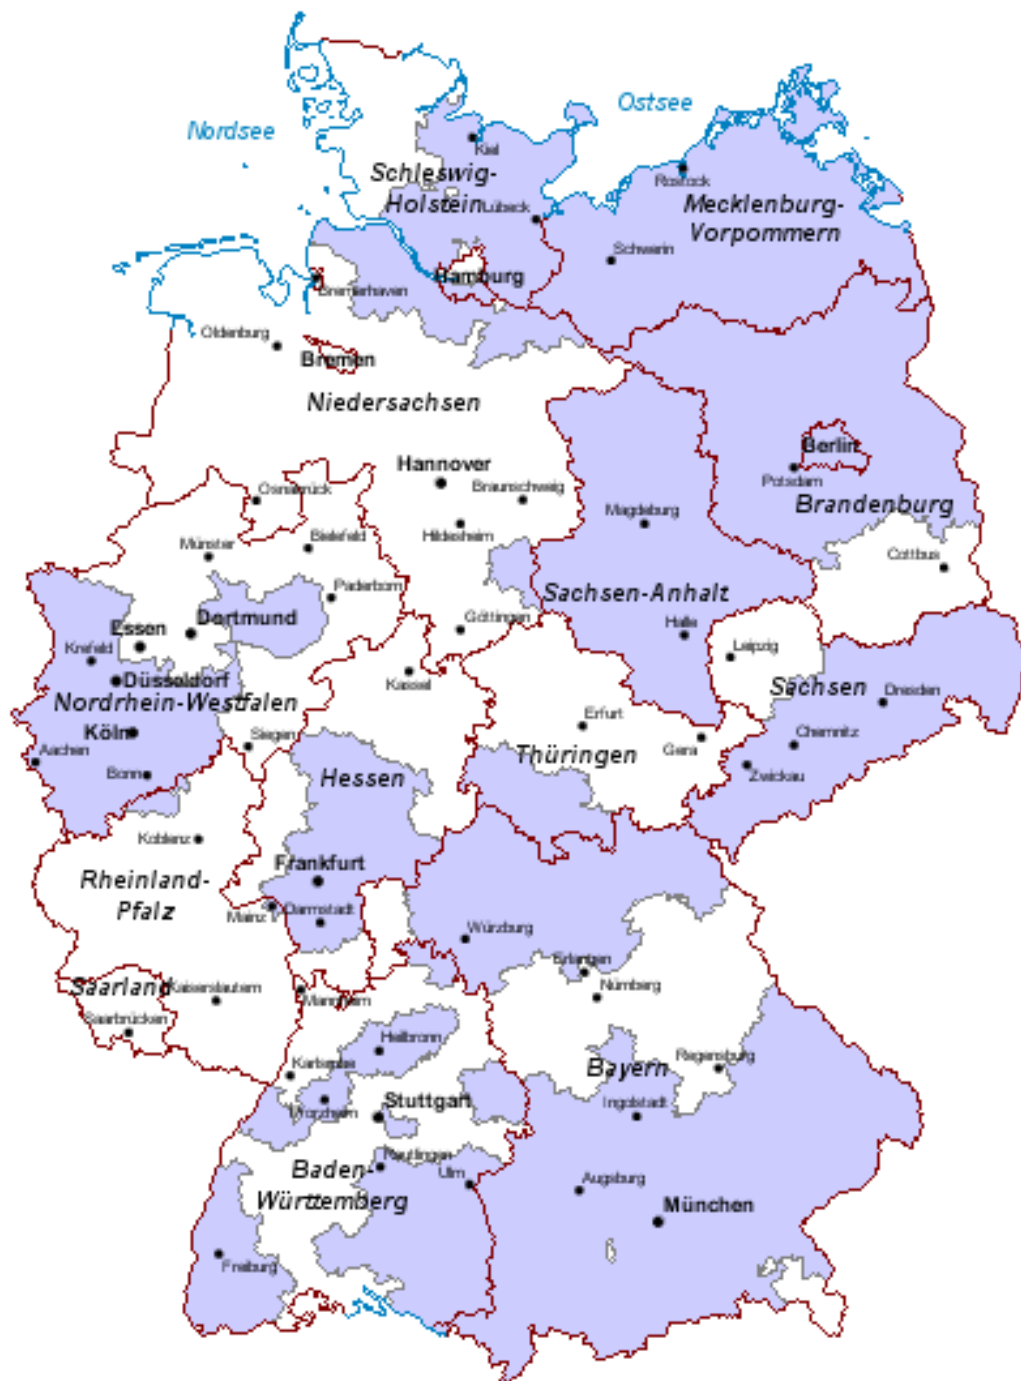 Ostsee
Nordsee
Kiel
Schleswig-
Holstein
Rostock
Lübeck
Mecklenburg-
Vorpommern
Schwerin
Hamburg
Bremerhaven
Oldenburg
Bremen
Niedersachsen
Berlin
Hannover
Potsdam
Braunschweig
Osnabrück
Brandenburg
Magdeburg
Hildesheim
Bielefeld
Münster
Cottbus
Paderborn
Sachsen-Anhalt
Dortmund
Essen
Göttingen
Halle
Leipzig
Krefeld
Kassel
Düsseldorf
Sachsen
Dresden
Nordrhein-Westfalen
Erfurt
Köln
Siegen
Chemnitz
Aachen
Thüringen
Gera
Bonn
Hessen
Zwickau
Koblenz
Frankfurt
Rheinland-
Pfalz
Mainz
Darmstadt
Würzburg
Erlangen
Saarland
Kaiserslautern
Nürnberg
Mannheim
Saarbrücken
Heilbronn
Regensburg
Bayern
Karlsruhe
Stuttgart
Pforzheim
Ingolstadt
Reutlingen
Baden-
Württemberg
Ulm
Augsburg
München
Freiburg